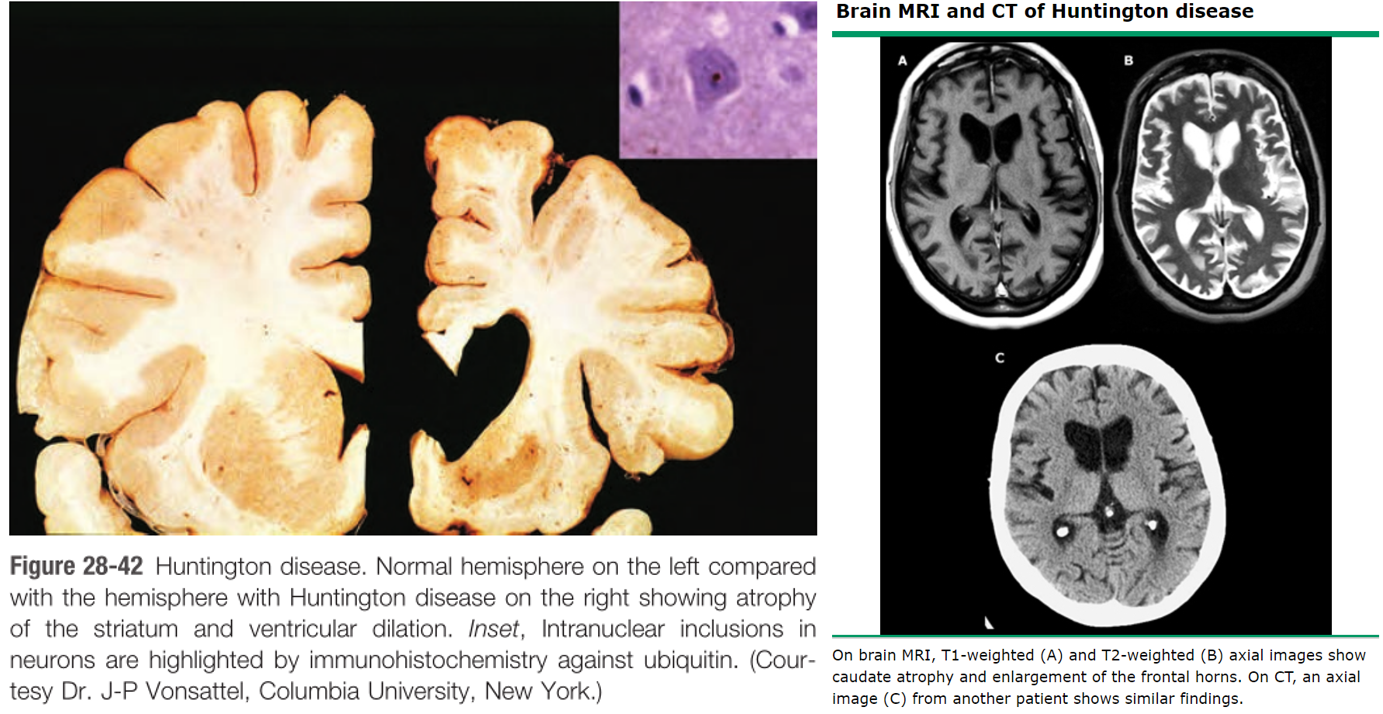 Figure 28-42 Huntington disease. Normal hemisphere on the left compared
with the hemisphere with Huntington disease on the right showing atrophy
of the striatum and ventricular dilation. Inset, Intranuclear inclusions in
neurons are highlighted by immunohistochemistry against ubiquitin. (Cour-
tesy Dr. J-P Vonsattel, Columbia University, New York.)
Brain MRI and CT of Huntington disease
A
B
C
On brain MRI, T1-weighted (A) and T2-weighted (B) axial images show
caudate atrophy and enlargement of the frontal horns. On CT, an axial
image (C) from another patient shows similar findings.